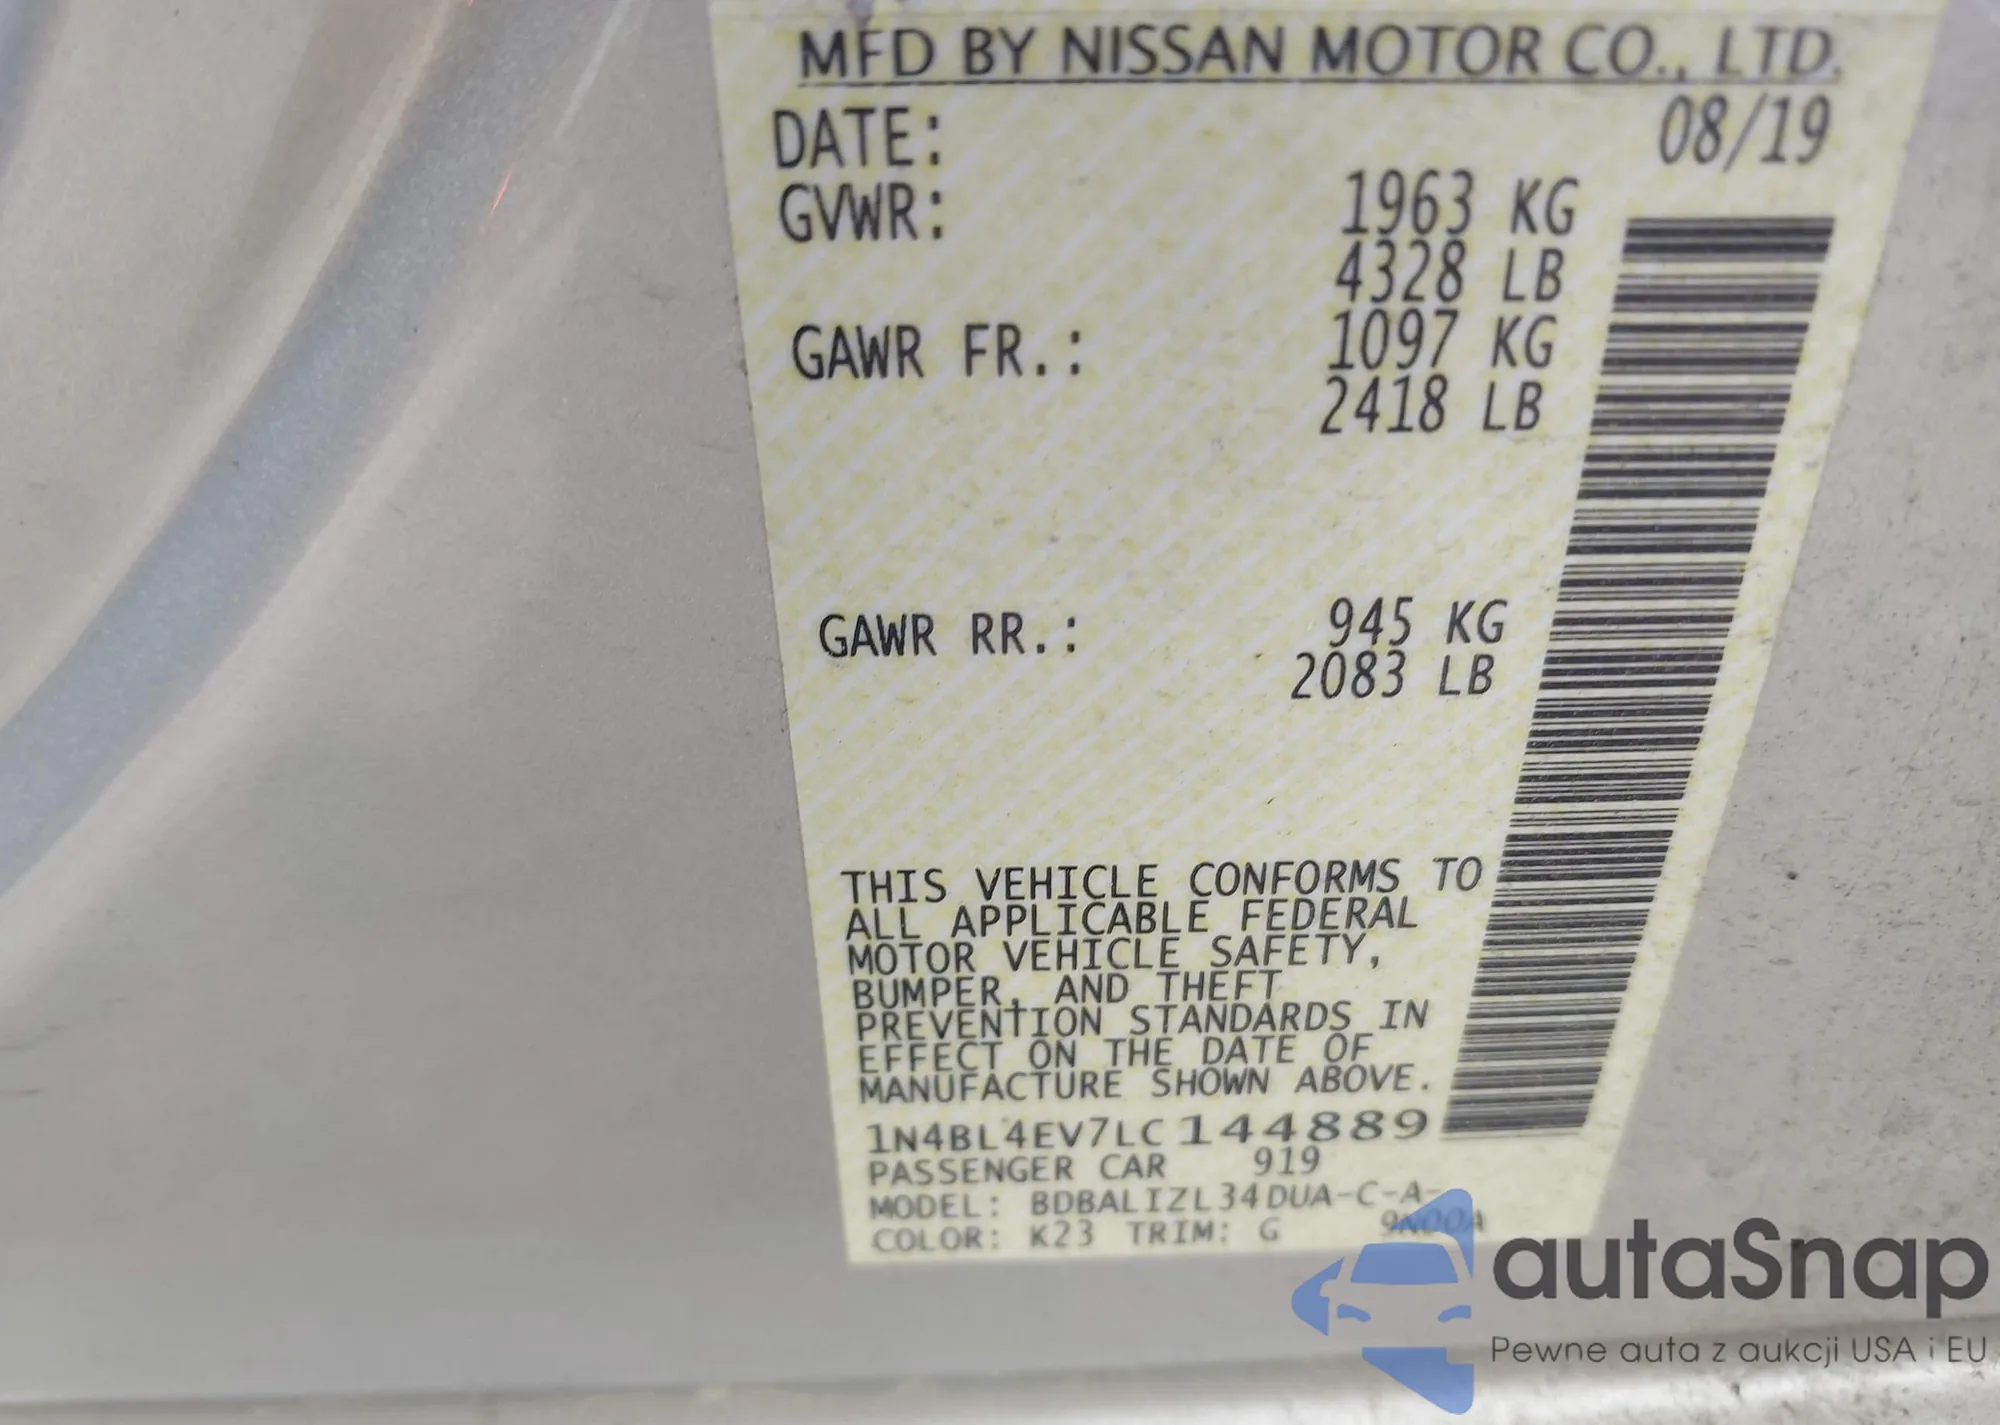 MFD BY NISSAN MOTOR CO., LTD.
DATE: 08/19
GVWR: 1963 KG
4328 LB
GAWR FR.: 1097 KG
2418 LB
GAWR RR.: 945 KG
2083 LB
THIS VEHICLE CONFORMS TO
ALL APPLICABLE FEDERAL
MOTOR VEHICLE SAFETY,
BUMPER, AND THEFT
PREVENTION STANDARDS IN
EFFECT ON THE DATE OF
MANUFACTURE SHOWN ABOVE.
1N4BL4EV7LC144889
PASSENGER CAR 919
MODEL: BDBALIZL34DUA-C-A-
9N00A
COLOR: K23 TRIM: G
autaSnap
Pewne auta z aukcji USA i EU